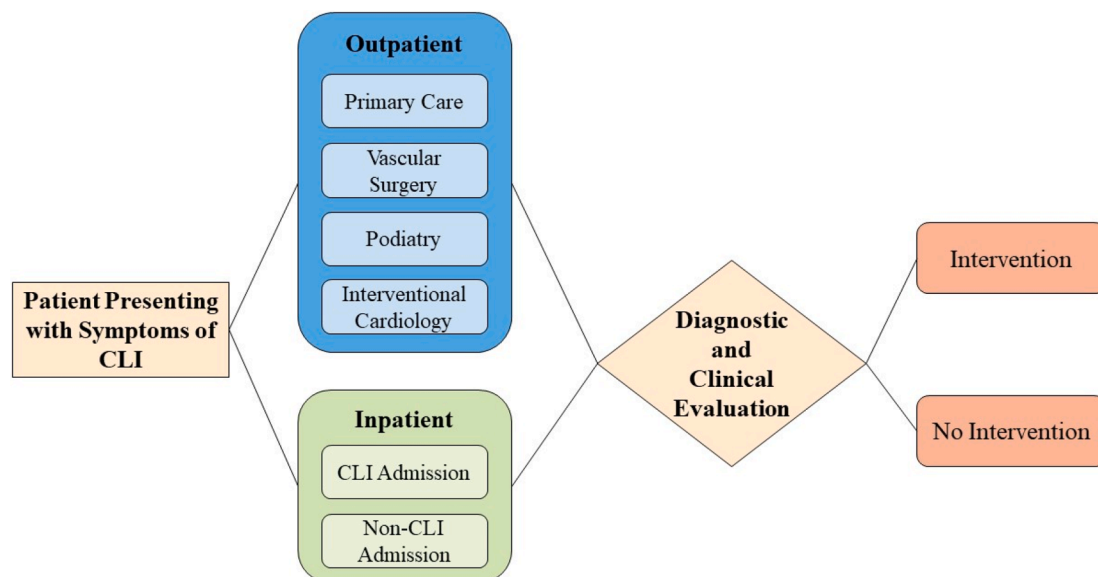 Patient Presenting
with Symptoms of
CLI
Outpatient
Primary Care
Vascular
Surgery
Podiatry
Interventional
Cardiology
Inpatient
CLI Admission
Non-CLI
Admission
Diagnostic
and
Clinical
Evaluation
Intervention
No Intervention